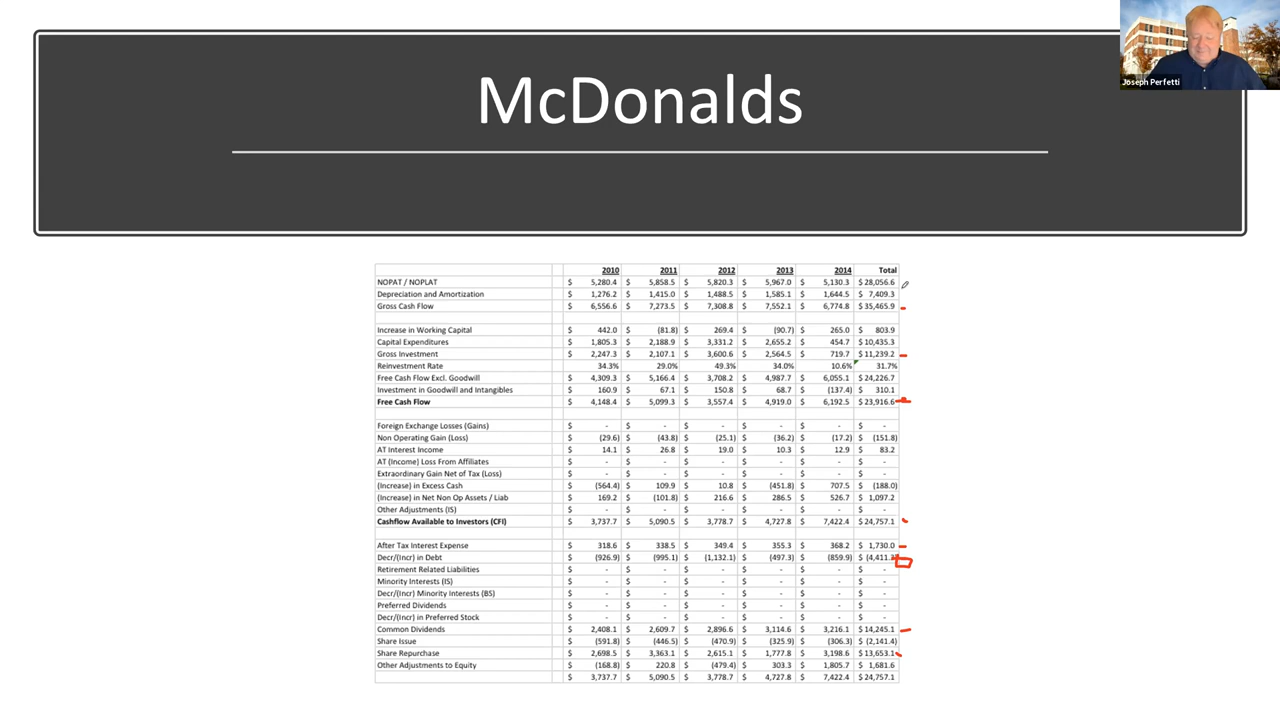 Joseph Perfetti
McDonalds
2010 2011 2012 2013 2014 Total
NOPAT / NOPLAT $ 5,280.4 $ 5,858.5 $ 5,820.3 $ 5,967.0 $ 5,130.3 $ 28,056.6
Depreciation and Amortization $ 1,276.2 $ 1,415.0 $ 1,488.5 $ 1,585.1 $ 1,644.5 $ 7,409.3
Gross Cash Flow $ 6,556.6 $ 7,273.5 $ 7,308.8 $ 7,552.1 $ 6,774.8 $ 35,465.9
Increase in Working Capital $ 442.0 $ (81.8) $ 269.4 $ (90.7) $ 265.0 $ 803.9
Capital Expenditures $ 1,805.3 $ 2,188.9 $ 3,331.2 $ 2,655.2 $ 454.7 $ 10,435.3
Gross Investment $ 2,247.3 $ 2,107.1 $ 3,600.6 $ 2,564.5 $ 719.7 $ 11,239.2
Reinvestment Rate 34.3% 29.0% 49.3% 34.0% 10.6% 31.7%
Free Cash Flow Excl. Goodwill $ 4,309.3 $ 5,166.4 $ 3,708.2 $ 4,987.7 $ 6,055.1 $ 24,226.7
Investment in Goodwill and Intangibles $ 160.9 $ 67.1 $ 150.8 $ 68.7 $ (137.4) $ 310.1
Free Cash Flow $ 4,148.4 $ 5,099.3 $ 3,557.4 $ 4,919.0 $ 6,192.5 $ 23,916.6
Foreign Exchange Losses (Gains) $ - $ - $ - $ - $ - $ -
Non Operating Gain (Loss) $ (29.6) $ (43.8) $ (25.1) $ (36.2) $ (17.2) $ (151.8)
AT Interest Income $ 14.1 $ 26.8 $ 19.0 $ 10.3 $ 12.9 $ 83.2
AT (Income) Loss From Affiliates $ - $ - $ - $ - $ - $ -
Extraordinary Gain Net of Tax (Loss) $ - $ - $ - $ - $ - $ -
(Increase) in Excess Cash $ (564.4) $ 109.9 $ 10.8 $ (451.8) $ 707.5 $ (188.0)
(Increase) in Net Non Op Assets / Liab $ 169.2 $ (101.8) $ 216.6 $ 286.5 $ 526.7 $ 1,097.2
Other Adjustments (IS) $ - $ - $ - $ - $ - $ -
Cashflow Available to Investors (CFI) $ 3,737.7 $ 5,090.5 $ 3,778.7 $ 4,727.8 $ 7,422.4 $ 24,757.1
After Tax Interest Expense $ 318.6 $ 338.5 $ 349.4 $ 355.3 $ 368.2 $ 1,730.0
Decr/(Incr) in Debt $ (926.9) $ (995.1) $ (1,132.1) $ (497.3) $ (859.9)
Retirement Related Liabilities $ - $ - $ - $ - $ - $ -
Minority Interests (IS) $ - $ - $ - $ - $ - $ -
Decr/(Incr) Minority Interests (BS) $ - $ - $ - $ - $ - $ -
Preferred Dividends $ - $ - $ - $ - $ - $ -
Decr/(Incr) in Preferred Stock $ - $ - $ - $ - $ - $ -
Common Dividends $ 2,408.1 $ 2,609.7 $ 2,896.6 $ 3,114.6 $ 3,216.1 $ 14,245.1
Share Issue $ (591.8) $ (446.5) $ (470.9) $ (325.9) $ (306.3) $ (2,141.4)
Share Repurchase $ 2,698.5 $ 3,363.1 $ 2,615.1 $ 1,777.8 $ 3,198.6 $ 13,653.1
Other Adjustments to Equity $ (168.8) $ 220.8 $ (479.4) $ 303.3 $ 1,805.7 $ 1,681.6
$ 3,737.7 $ 5,090.5 $ 3,778.7 $ 4,727.8 $ 7,422.4 $ 24,757.1